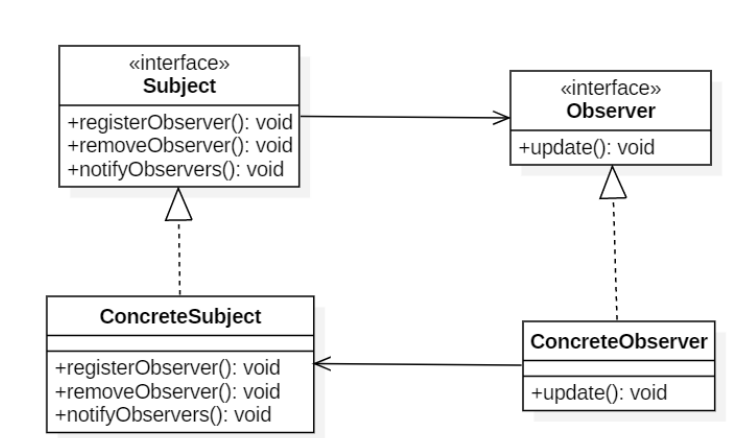 «interface»
Subject
+registerObserver(): void
+removeObserver(): void
+notifyObservers(): void
«interface»
Observer
+update(): void
ConcreteSubject
+registerObserver(): void
+removeObserver(): void
+notifyObservers(): void
ConcreteObserver
+update(): void